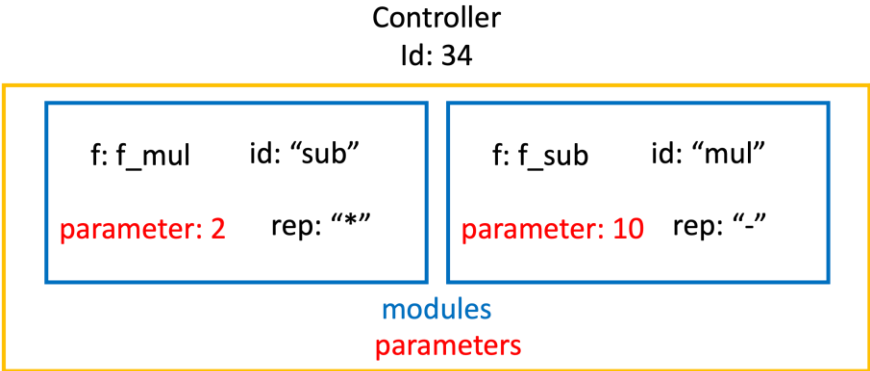 Controller
Id: 34
f: f_mul id: “sub”
parameter: 2 rep: “*”
f: f_sub id: “mul”
parameter: 10 rep: “-”
modules
parameters